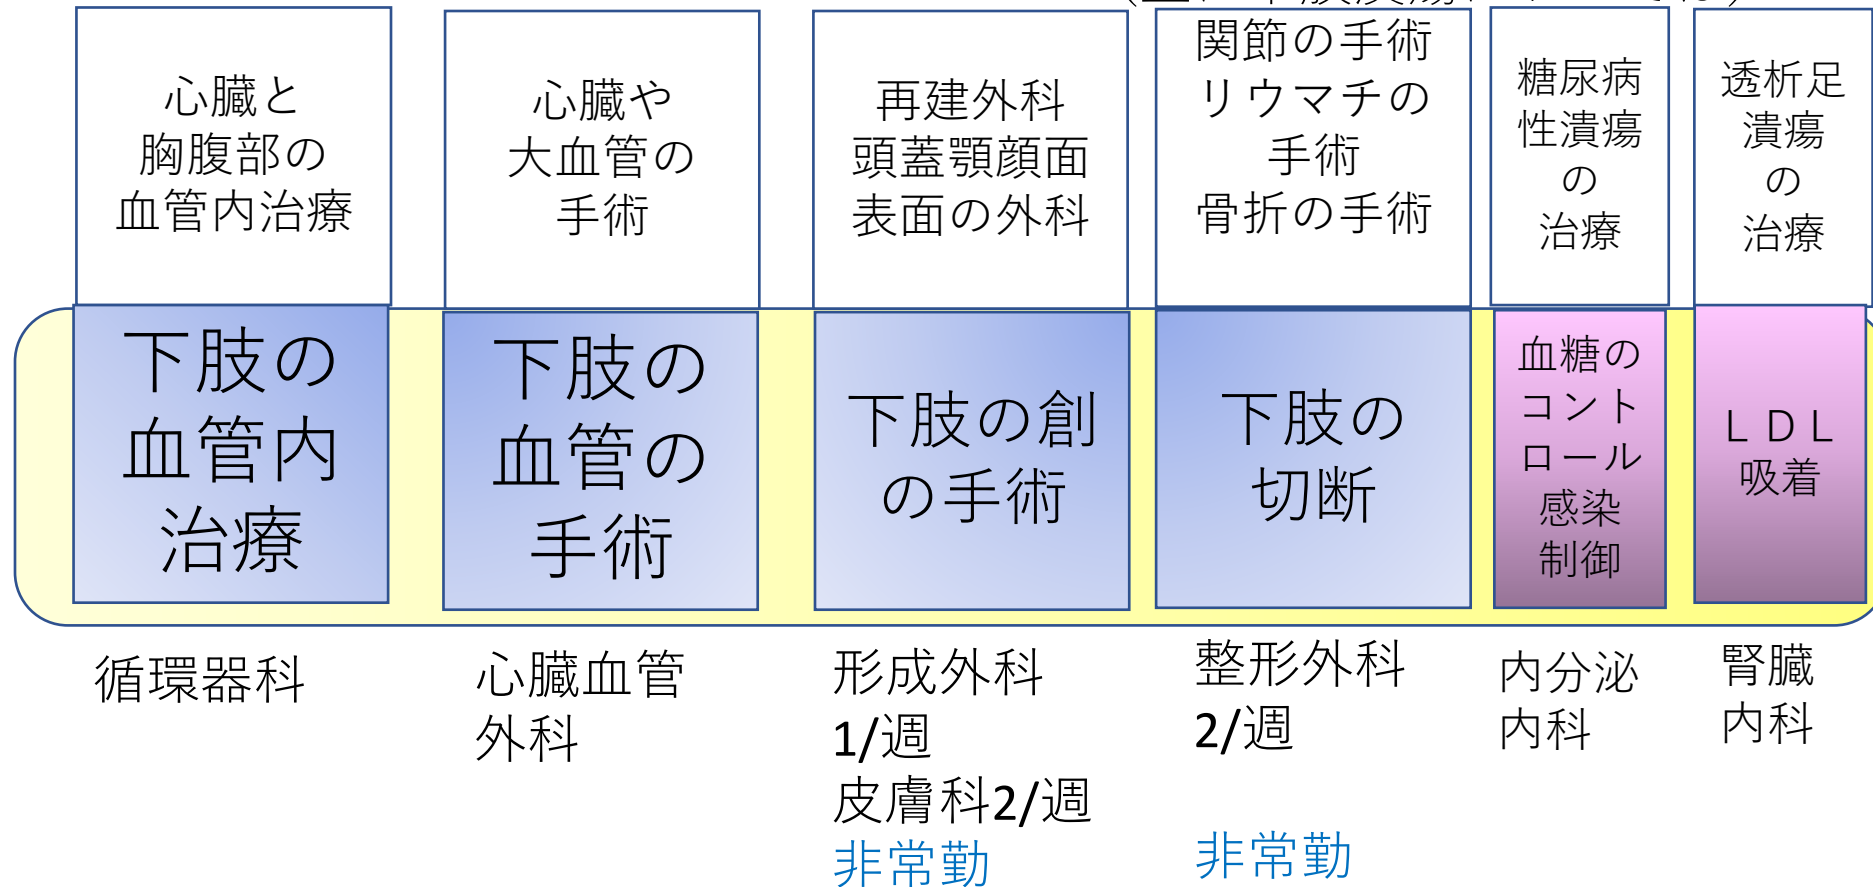 心臓と
胸腹部の
血管内治療
心臓や
大血管の
手術
再建外科
頭蓋顎顔面
表面の外科
関節の手術
リウマチの
手術
骨折の手術
糖尿病
性潰瘍
の
治療
透析足
潰瘍
の
治療
下肢の
血管内
治療
下肢の
血管の
手術
下肢の創
の手術
下肢の
切断
血糖の
コント
ロール
感染
制御
ＬＤＬ
吸着
循環器科
心臓血管
外科
形成外科
1/週
皮膚科2/週
非常勤
整形外科
2/週
非常勤
内分泌
内科
腎臓
内科